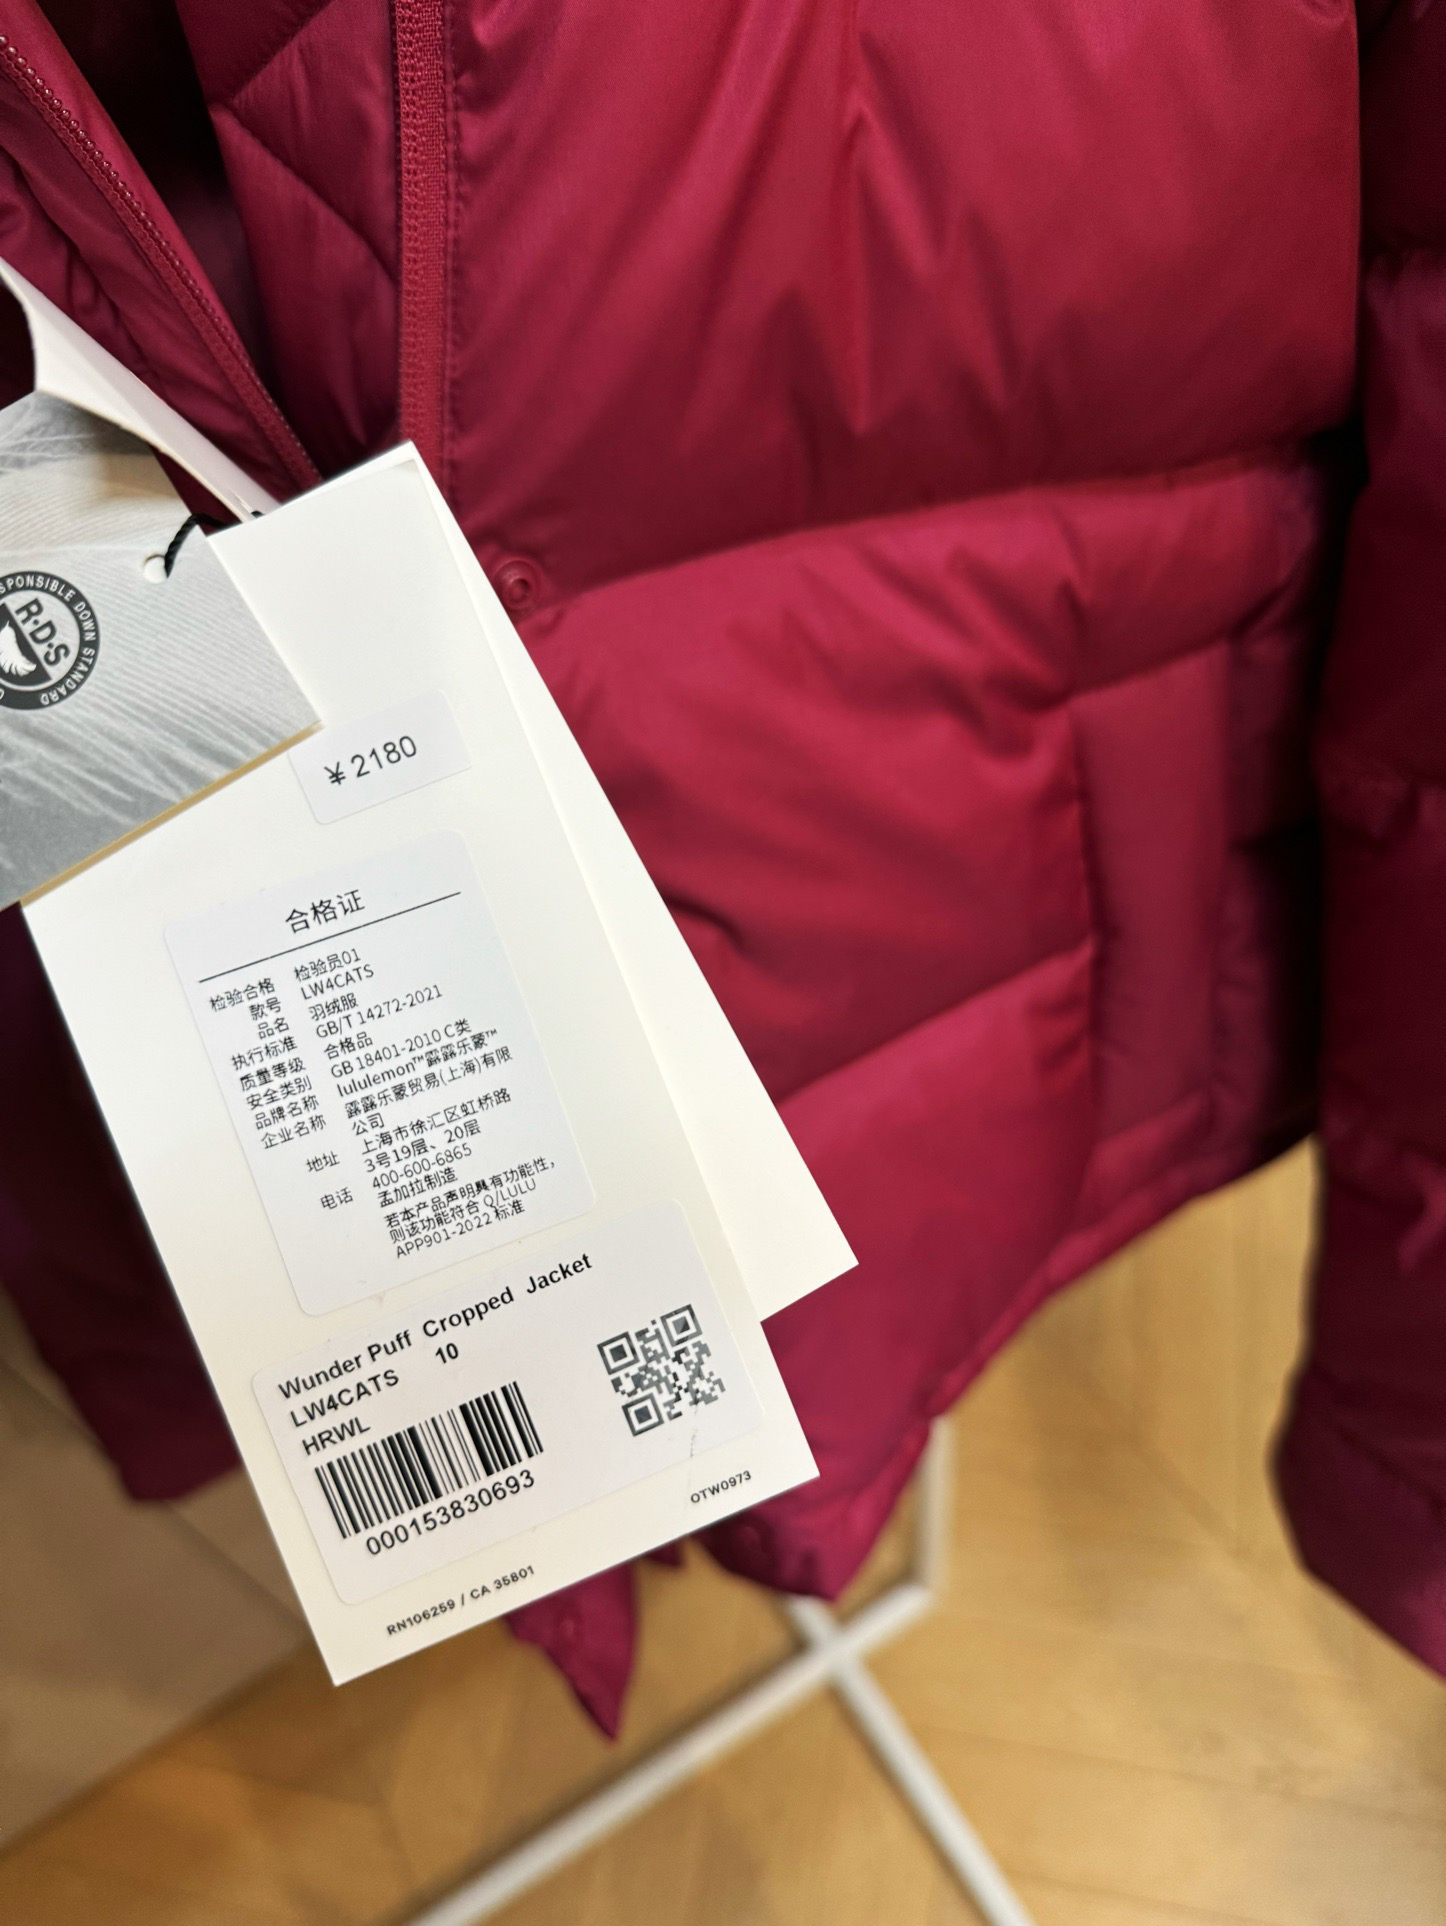 RESPONSIBLE DOWN STANDARD
R·D·S
¥2180
合格证
检验合格 检验员01
款号 LW4CATS
品名 羽绒服
执行标准 GB/T 14272-2021
质量等级 合格品
安全类别 GB 18401-2010 C类
品牌名称 lululemon™露露乐蒙™
企业名称 露露乐蒙贸易(上海)有限
公司
地址 上海市徐汇区虹桥路
3号19层、20层
电话 400-600-6865
孟加拉制造
若本产品声明具有功能性，
则该功能符合 Q/LULU
APP901-2022 标准
Wunder Puff Cropped Jacket
LW4CATS 10
HRWL
000153830693
OTW0973
RN106259 / CA 35801